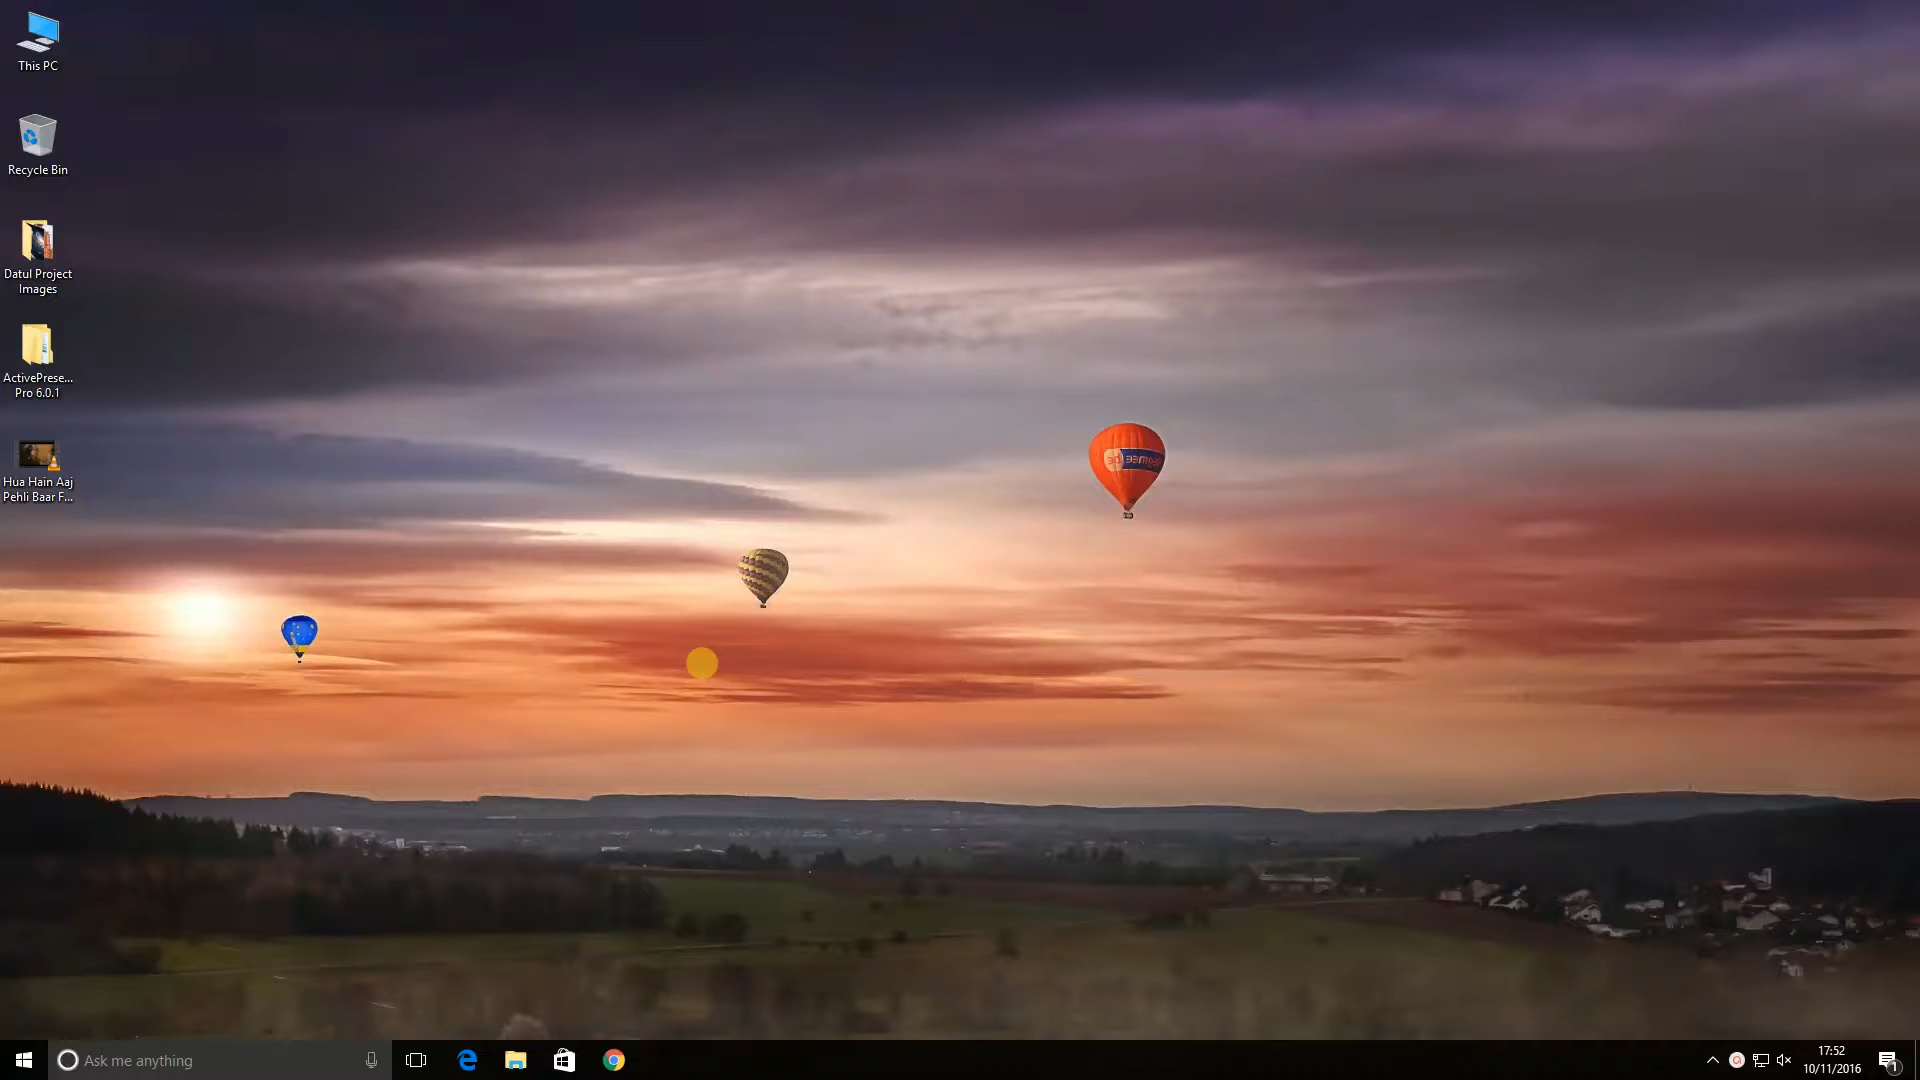 This PC
Recycle Bin
Datul Project
Images
ActivePrese...
Pro 6.0.1
Hua Hain Aaj
Pehli Baar F...
Ask me anything
17:52
10/11/2016
1